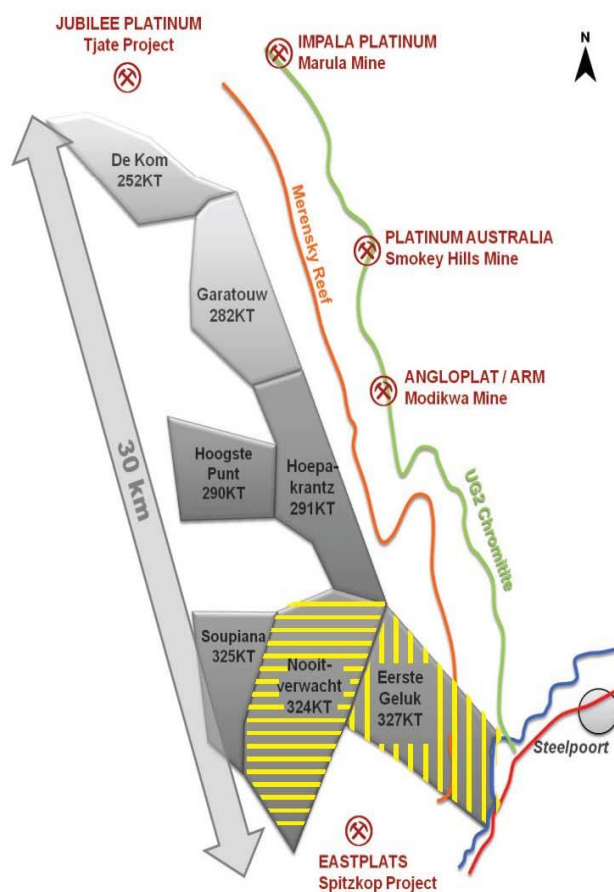 JUBILEE PLATINUM
Tjate Project
IMPALA PLATINUM
Marula Mine
N
De Kom
252KT
Merensky Reef
PLATINUM AUSTRALIA
Smokey Hills Mine
Garatouw
282KT
ANGLOPLAT / ARM
Modikwa Mine
30 km
Hoogste
Punt
290KT
Hoepa-
krantz
291KT
UG2 Chromitite
Soupiana
325KT
Nooit-
verwacht
324KT
Eerste
Geluk
327KT
Steelpoort
EASTPLATS
Spitzkop Project